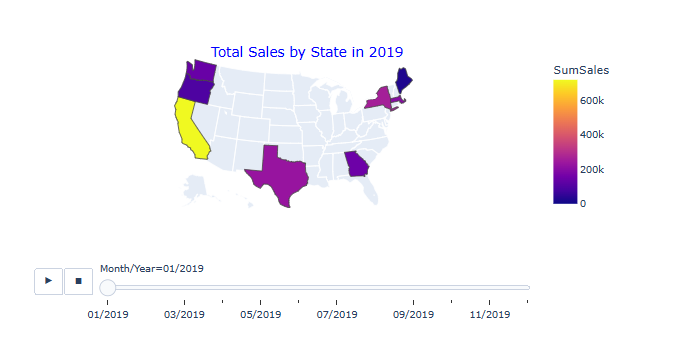 Total Sales by State in 2019
SumSales
600k
400k
200k
0
Month/Year=01/2019
01/2019 03/2019 05/2019 07/2019 09/2019 11/2019